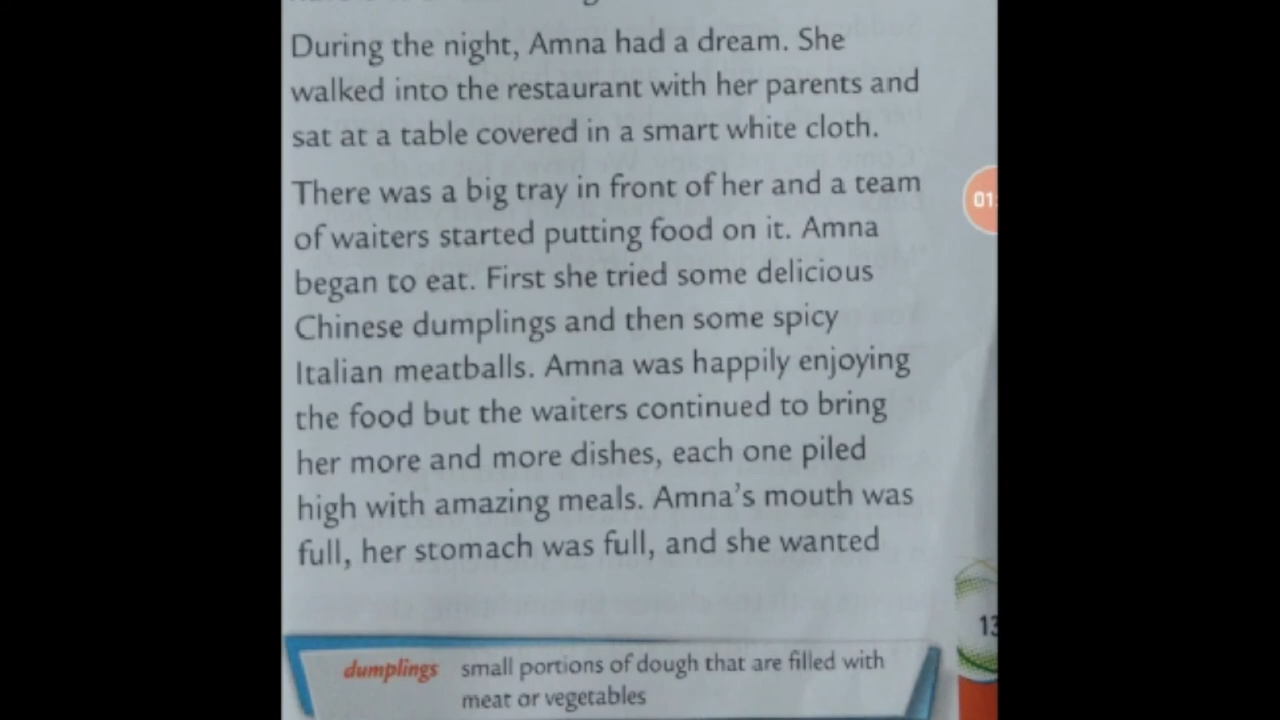 During the night, Amna had a dream. She
walked into the restaurant with her parents and
sat at a table covered in a smart white cloth.
There was a big tray in front of her and a team
of waiters started putting food on it. Amna
began to eat. First she tried some delicious
Chinese dumplings and then some spicy
Italian meatballs. Amna was happily enjoying
the food but the waiters continued to bring
her more and more dishes, each one piled
high with amazing meals. Amna's mouth was
full, her stomach was full, and she wanted
01:
13
dumplings small portions of dough that are filled with
meat or vegetables